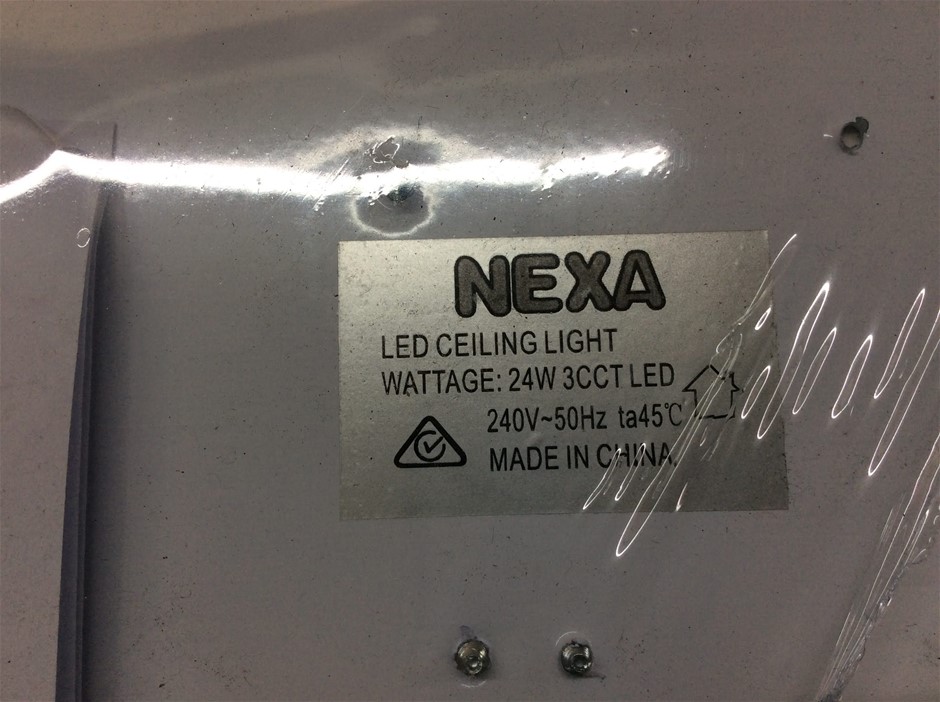 NEXA
LED CEILING LIGHT
WATTAGE: 24W 3CCT LED
240V~50Hz ta45℃
MADE IN CHINA.